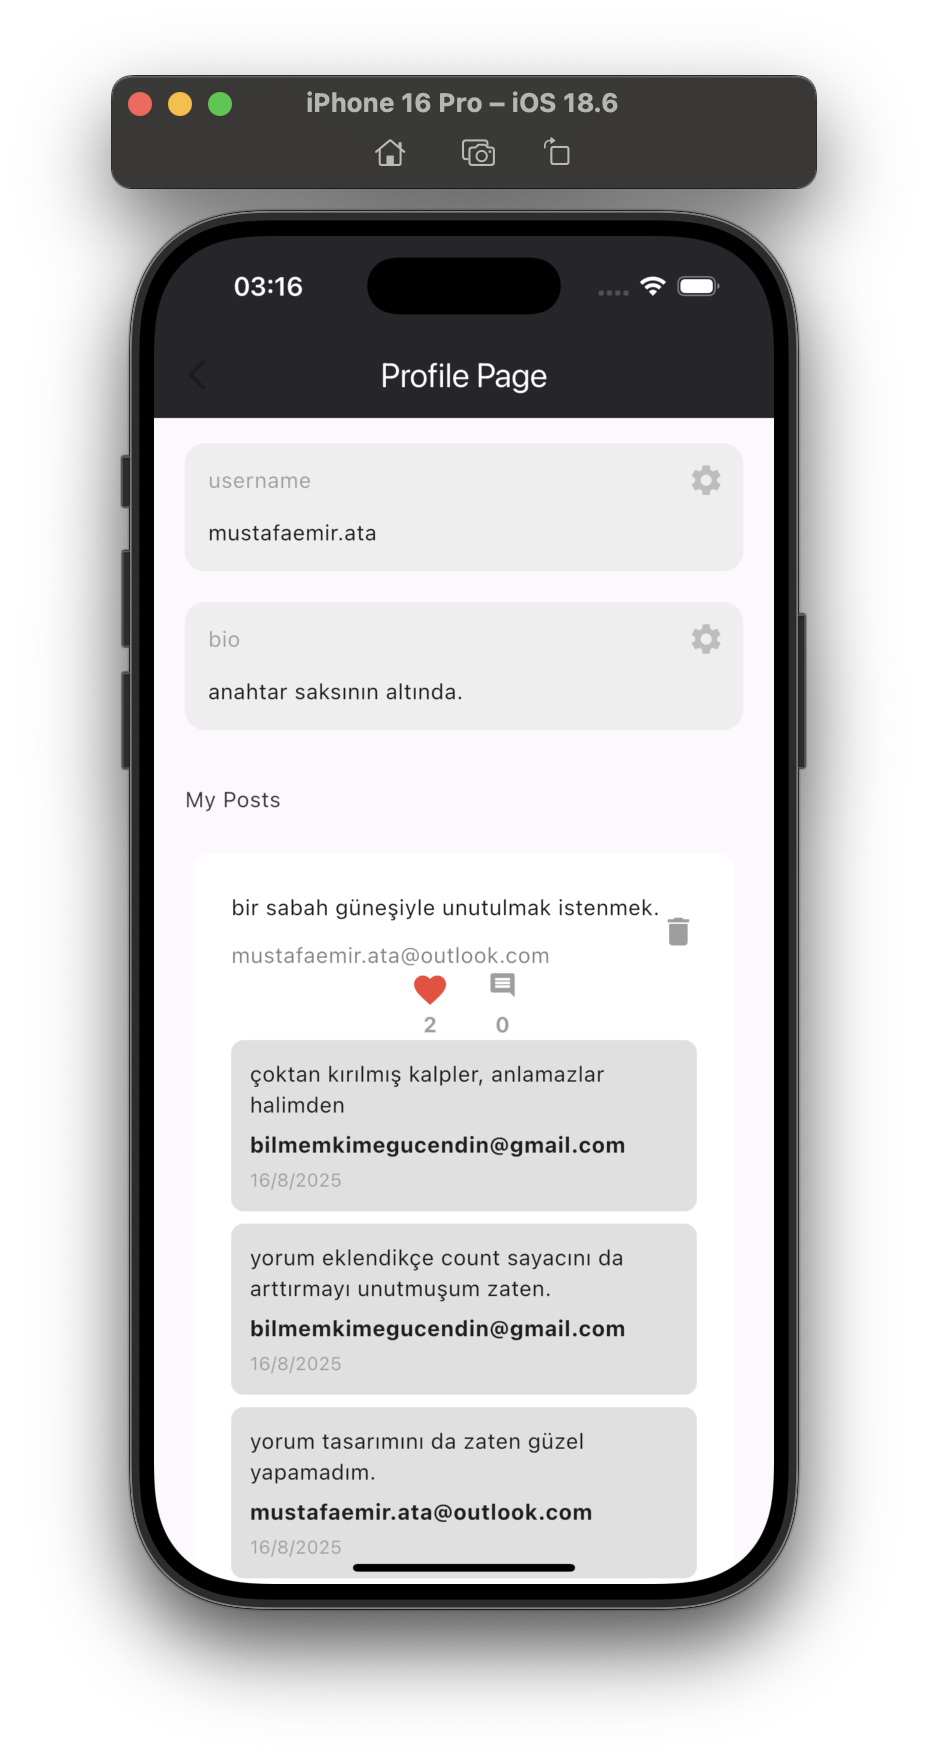 iPhone 16 Pro – iOS 18.6
03:16
Profile Page
username
mustafaemir.ata
bio
anahtar saksının altında.
My Posts
bir sabah güneşiyle unutulmak istenmek.
mustafaemir.ata@outlook.com
2 0
çoktan kırılmış kalpler, anlamazlar
halimden
bilmemkimegucendin@gmail.com
16/8/2025
yorum eklendikçe count sayacını da
arttırmayı unutmuşum zaten.
bilmemkimegucendin@gmail.com
16/8/2025
yorum tasarımını da zaten güzel
yapamadım.
mustafaemir.ata@outlook.com
16/8/2025